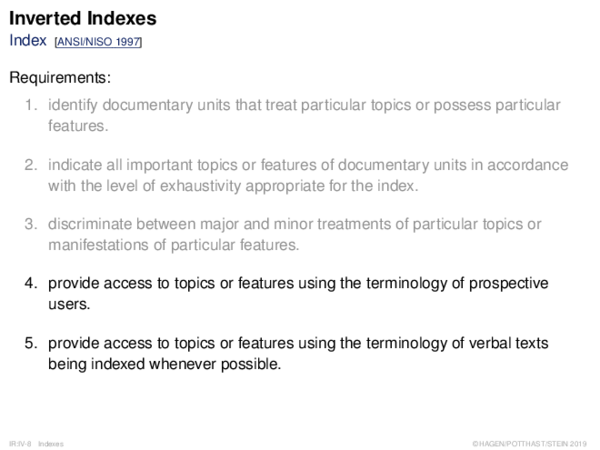 Inverted Indexes
Index [ANSI/NISO 1997]
Requirements:
1. identify documentary units that treat particular topics or possess particular
features.
2. indicate all important topics or features of documentary units in accordance
with the level of exhaustivity appropriate for the index.
3. discriminate between major and minor treatments of particular topics or
manifestations of particular features.
4. provide access to topics or features using the terminology of prospective
users.
5. provide access to topics or features using the terminology of verbal texts
being indexed whenever possible.
IR:IV-8 Indexes ©HAGEN/POTTHAST/STEIN 2019